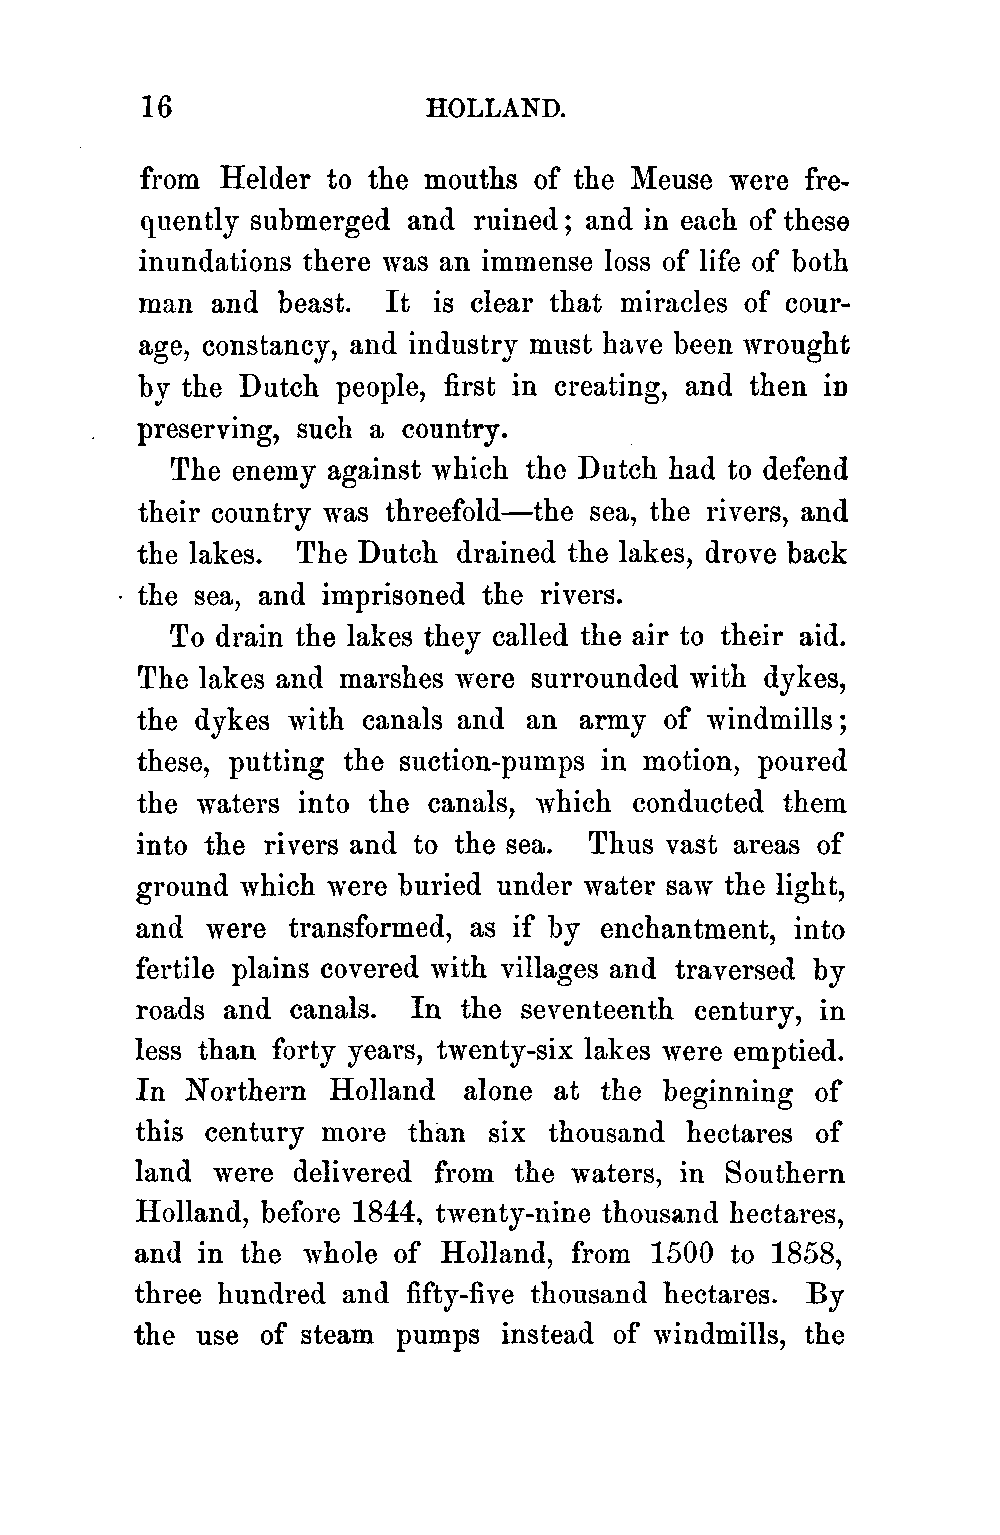 16 HOLLAND.
from Helder to the mouths of the Meuse were fre-
quently submerged and ruined; and in each of these
inundations there was an immense loss of life of both
man and beast. It is clear that miracles of cour-
age, constancy, and industry must have been wrought
by the Dutch people, first in creating, and then in
preserving, such a country.
The enemy against which the Dutch had to defend
their country was threefold—the sea, the rivers, and
the lakes. The Dutch drained the lakes, drove back
the sea, and imprisoned the rivers.
To drain the lakes they called the air to their aid.
The lakes and marshes were surrounded with dykes,
the dykes with canals and an army of windmills;
these, putting the suction-pumps in motion, poured
the waters into the canals, which conducted them
into the rivers and to the sea. Thus vast areas of
ground which were buried under water saw the light,
and were transformed, as if by enchantment, into
fertile plains covered with villages and traversed by
roads and canals. In the seventeenth century, in
less than forty years, twenty-six lakes were emptied.
In Northern Holland alone at the beginning of
this century more than six thousand hectares of
land were delivered from the waters, in Southern
Holland, before 1844, twenty-nine thousand hectares,
and in the whole of Holland, from 1500 to 1858,
three hundred and fifty-five thousand hectares. By
the use of steam pumps instead of windmills, the